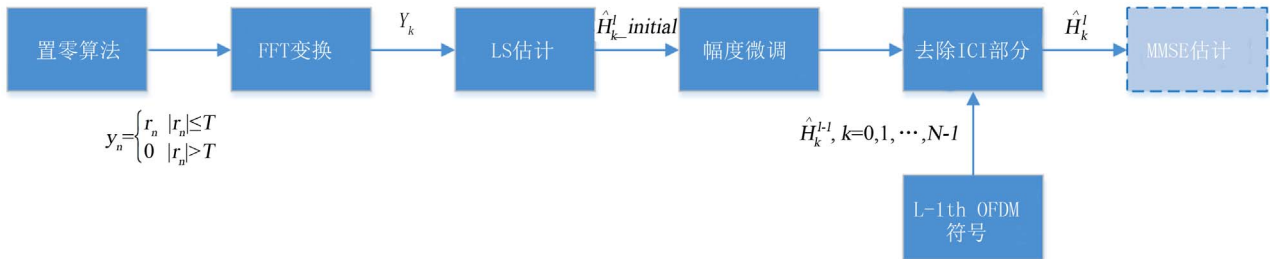 置零算法
FFT变换
Y_k
LS估计
Ĥ^l_{k_initial}
幅度微调
去除ICI部分
Ĥ^l_k
MMSE估计
y_n={r_n |r_n|≤T
0 |r_n|>T
Ĥ^{l-1}_k, k=0,1,…,N-1
L-1th OFDM
符号